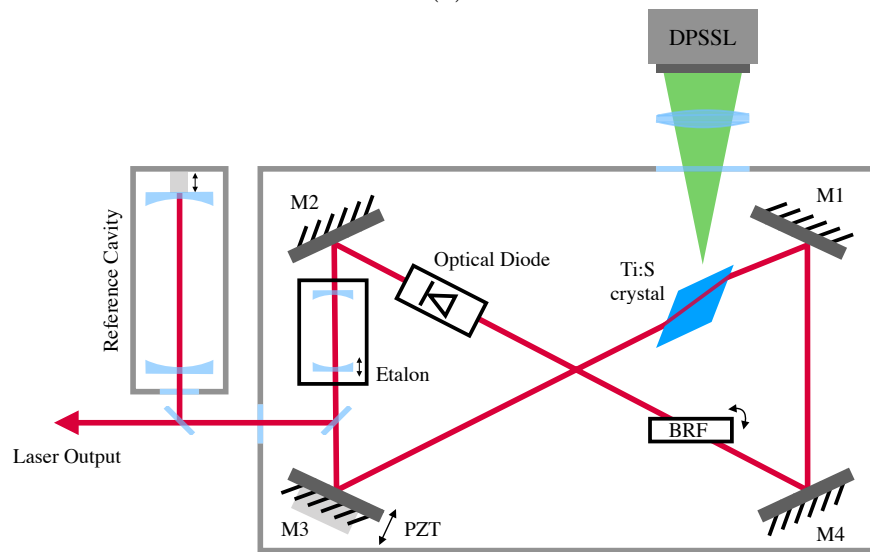 DPSSL
M2
M1
Optical Diode
Ti:S
crystal
Reference Cavity
Etalon
BRF
Laser Output
M3
PZT
M4